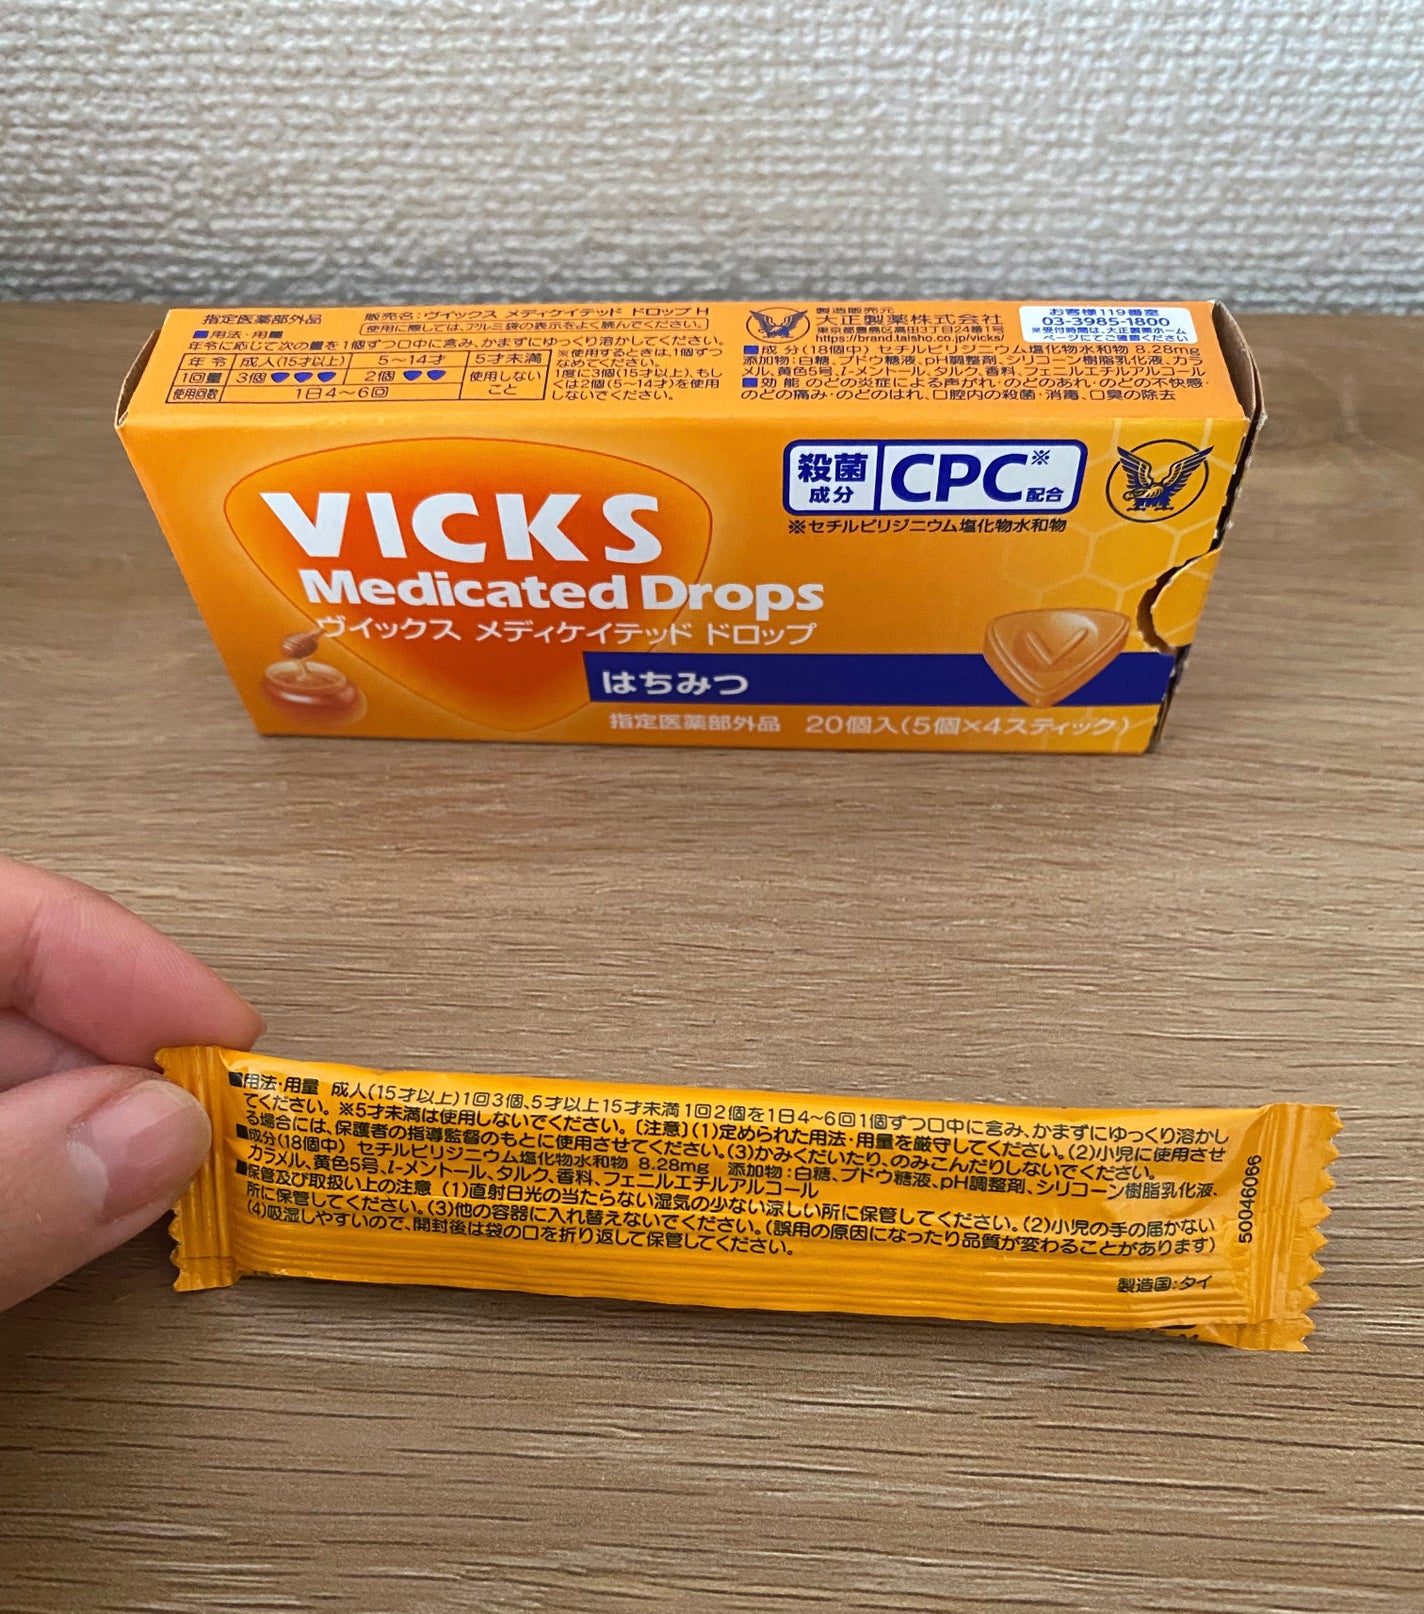 指定医薬部外品
販売名:ヴイックス メディケイテッド ドロップ H
使用に際しては、アルミ袋の表示をよく読んでください。
■用法・用量
年令に応じて次の量を1個ずつ口中に含み、かまずにゆっくり溶かしてください。
年 令 成人(15才以上) 5〜14才 5才未満
1回量 3個 2個 使用しないこと
使用回数 1日4〜6回
※使用するときは、1個ずつ
なめてください。
1度に3個(15才以上)、もし
くは2個(5〜14才)を使用
しないでください。
製造販売元
大正製薬株式会社
東京都豊島区高田3丁目24番1号
https://brand.taisho.co.jp/vicks/
お客様119番室
03-3985-1800
※受付時間は、大正製薬ホーム
ページにてご確認ください
■成 分(18個中) セチルピリジニウム塩化物水和物 8.28mg
添加物:白糖、ブドウ糖液、pH調整剤、シリコーン樹脂乳化液、カラ
メル、黄色5号、l-メントール、タルク、香料、フェニルエチルアルコール
■効 能 のどの炎症による声がれ・のどのあれ・のどの不快感・
のどの痛み・のどのはれ、口腔内の殺菌・消毒、口臭の除去
VICKS
Medicated Drops
ヴイックス メディケイテッド ドロップ
はちみつ
指定医薬部外品 20個入(5個×4スティック)
殺菌
成分
CPC※
配合
※セチルピリジニウム塩化物水和物
■用法・用量 成人(15才以上)1回3個、5才以上15才未満1回2個を1日4〜6回1個ずつ口中に含み、かまずにゆっくり溶かし
てください。※5才未満は使用しないでください。〔注意〕(1)定められた用法・用量を厳守してください。(2)小児に使用させ
る場合には、保護者の指導監督のもとに使用させてください。(3)かみくだいたり、のみこんだりしないでください。
■成分(18個中) セチルピリジニウム塩化物水和物 8.28mg 添加物:白糖、ブドウ糖液、pH調整剤、シリコーン樹脂乳化液、
カラメル、黄色5号、l-メントール、タルク、香料、フェニルエチルアルコール
■保管及び取扱い上の注意 (1)直射日光の当たらない湿気の少ない涼しい所に保管してください。(2)小児の手の届かない
所に保管してください。(3)他の容器に入れ替えないでください。(誤用の原因になったり品質が変わることがあります)
(4)吸湿しやすいので、開封後は袋の口を折り返して保管してください。
製造国:タイ
50046066